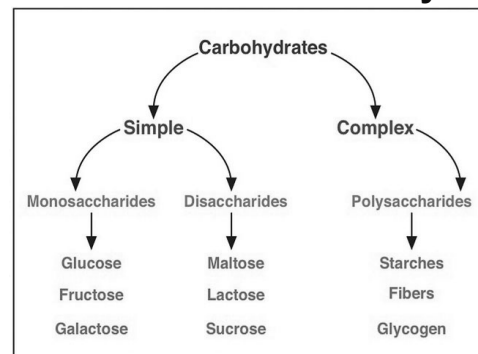 Carbohydrates
Simple Complex
Monosaccharides Disaccharides Polysaccharides
Glucose Maltose Starches
Fructose Lactose Fibers
Galactose Sucrose Glycogen